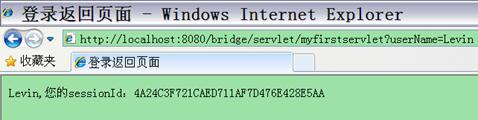 登录返回页面 - Windows Internet Explorer
http://localhost:8080/bridge/servlet/myfirstservlet?userName=Levin
收藏夹 登录返回页面
Levin,您的sessionId：4A24C3F721CAED711AF7D476E428E5AA